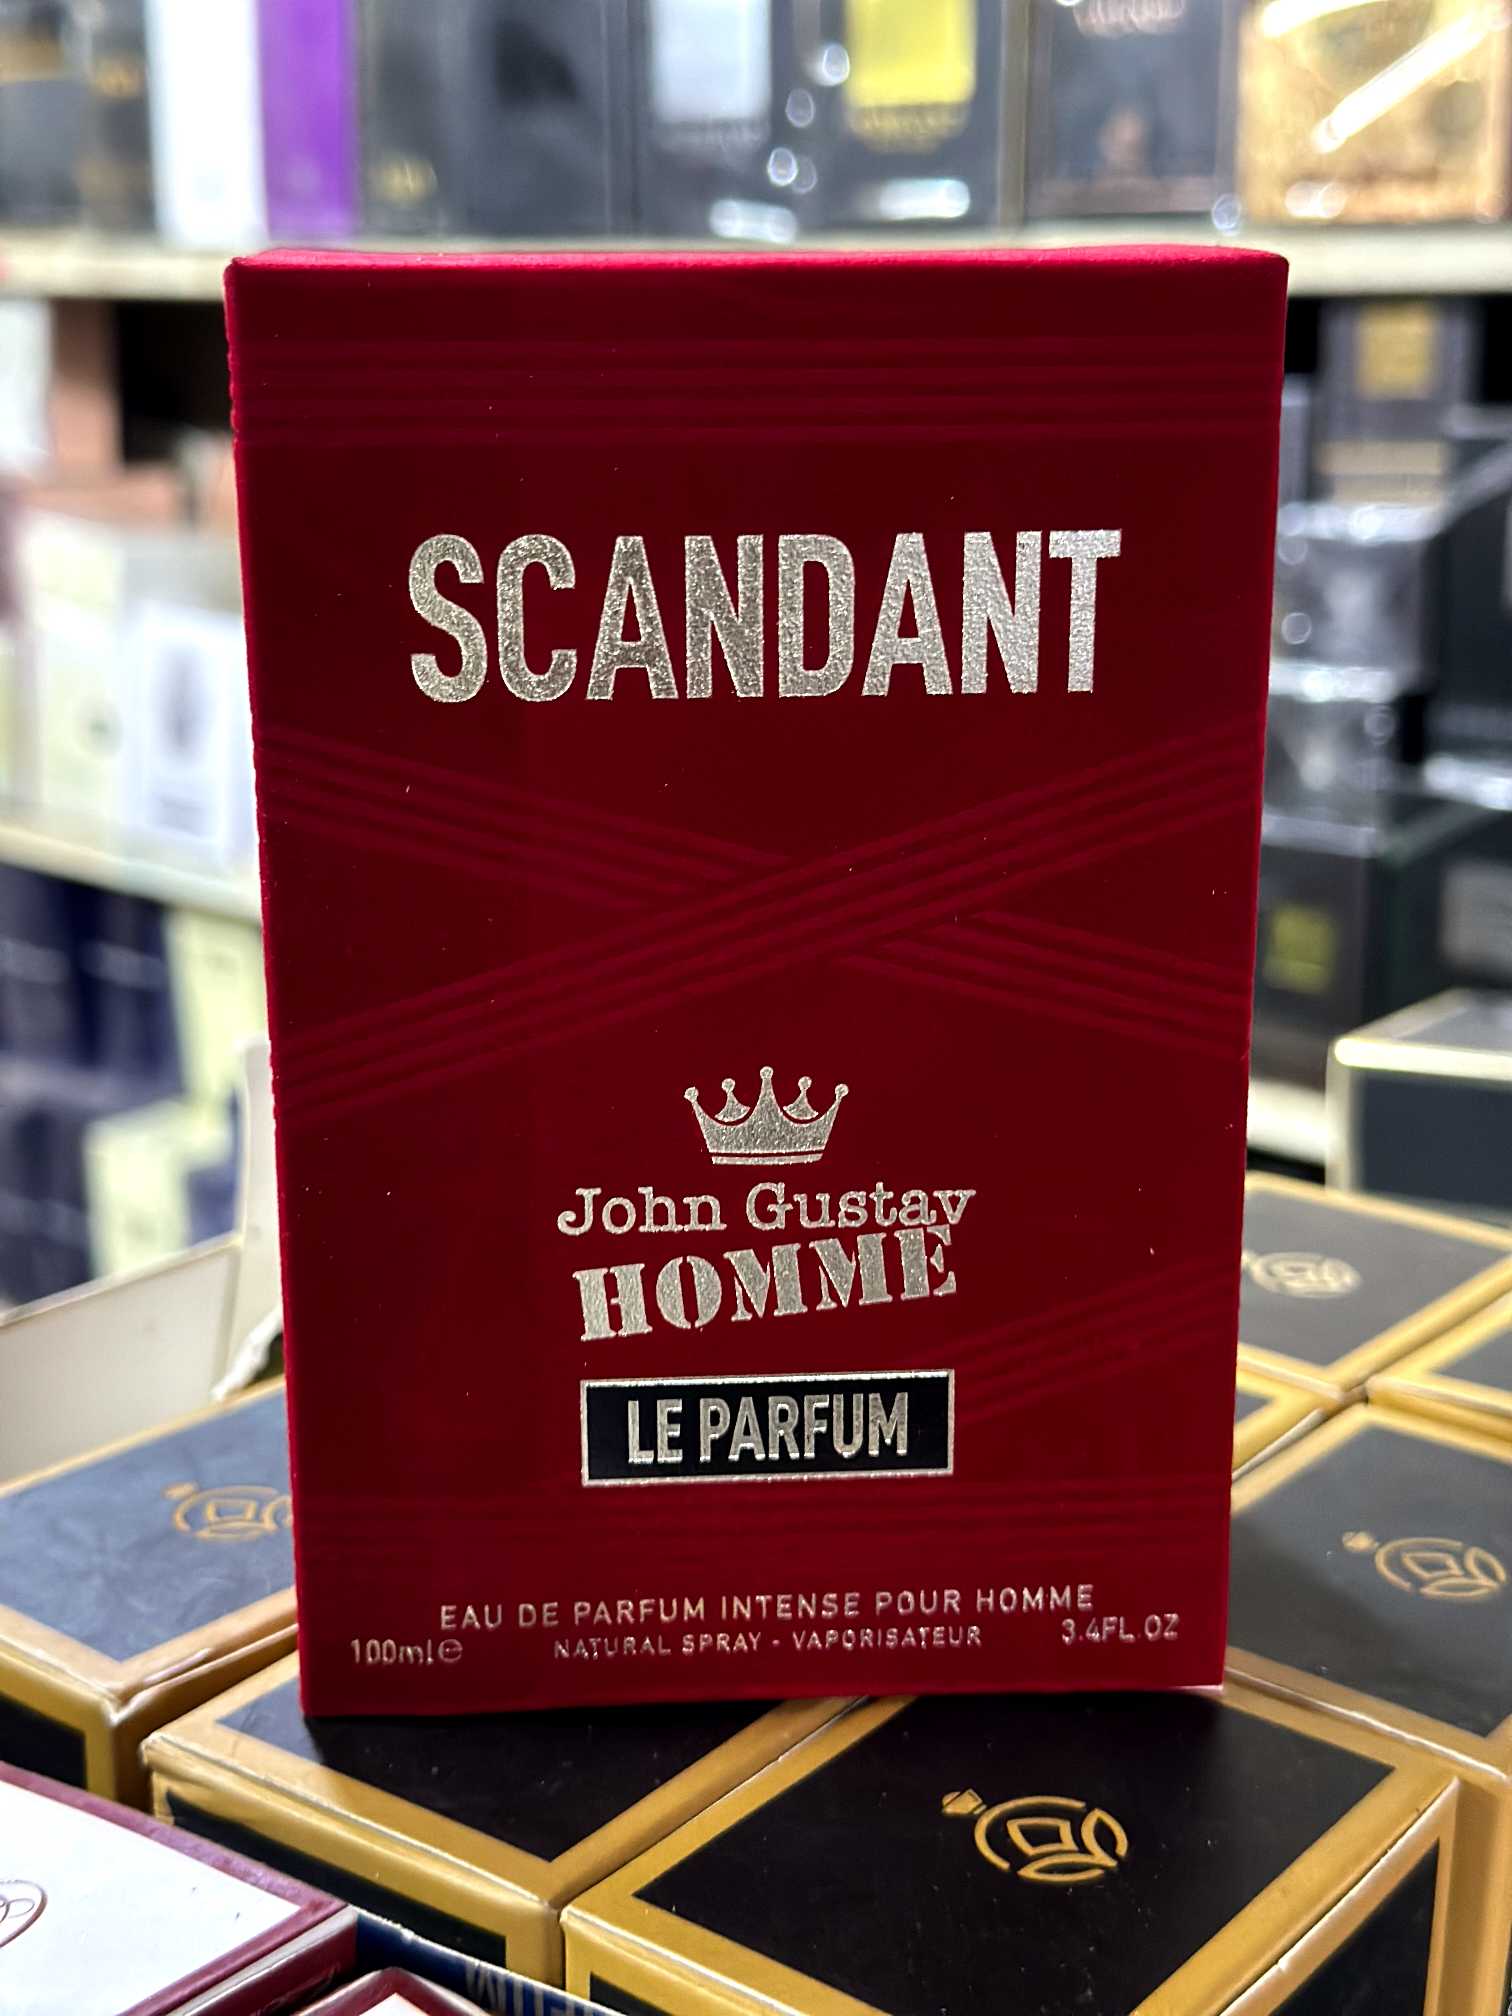 SCANDANT
John Gustav
HOMME
LE PARFUM
EAU DE PARFUM INTENSE POUR HOMME
100ml℮ NATURAL SPRAY - VAPORISATEUR 3.4FL.OZ